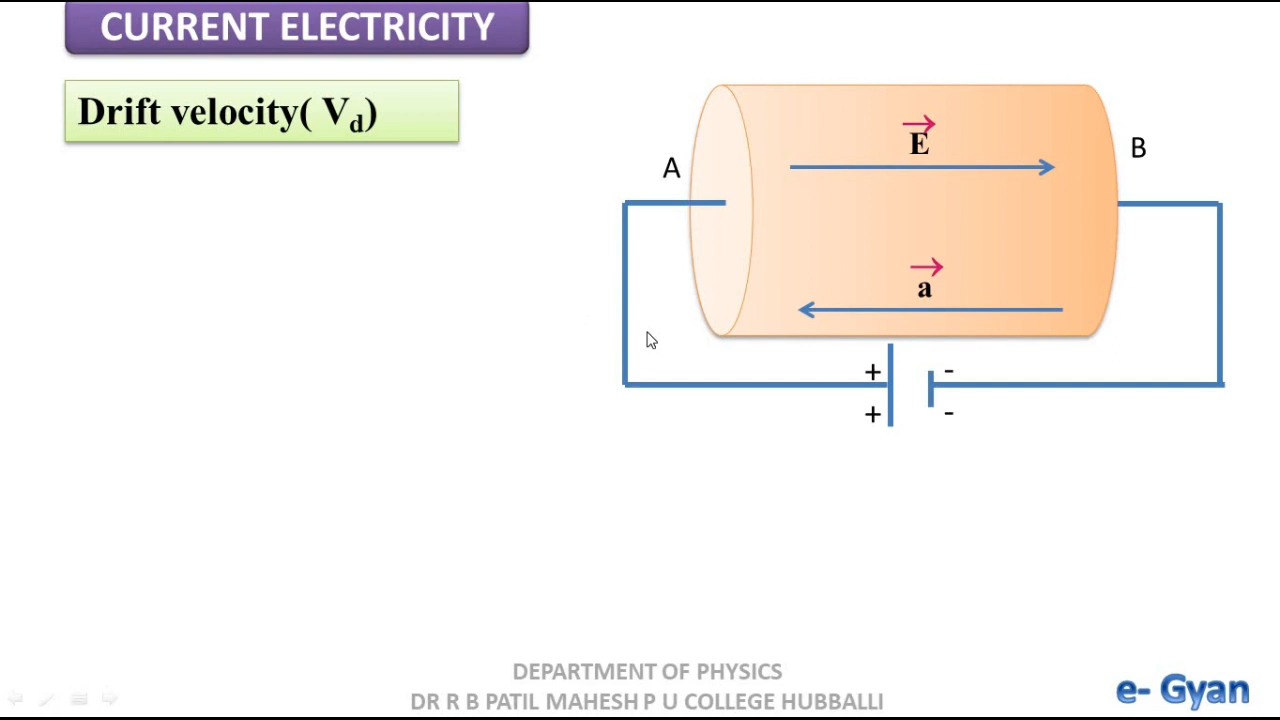 CURRENT ELECTRICITY
Drift velocity( Vd)
A
E
B
a
+ -
+ -
DEPARTMENT OF PHYSICS
DR R B PATIL MAHESH P U COLLEGE HUBBALLI
e- Gyan